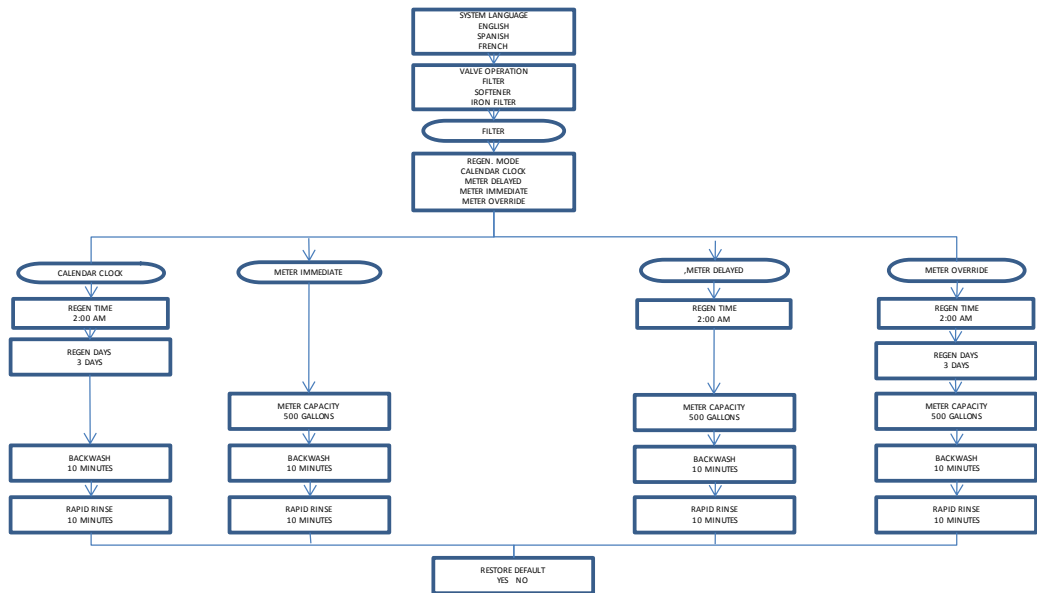 SYSTEM LANGUAGE
ENGLISH
SPANISH
FRENCH
VALVE OPERATION
FILTER
SOFTENER
IRON FILTER
FILTER
REGEN. MODE
CALENDAR CLOCK
METER DELAYED
METER IMMEDIATE
METER OVERRIDE
CALENDAR CLOCK
REGEN TIME
2:00 AM
REGEN DAYS
3 DAYS
BACKWASH
10 MINUTES
RAPID RINSE
10 MINUTES
METER IMMEDIATE
METER CAPACITY
500 GALLONS
BACKWASH
10 MINUTES
RAPID RINSE
10 MINUTES
,METER DELAYED
REGEN TIME
2:00 AM
METER CAPACITY
500 GALLONS
BACKWASH
10 MINUTES
RAPID RINSE
10 MINUTES
METER OVERRIDE
REGEN TIME
2:00 AM
REGEN DAYS
3 DAYS
METER CAPACITY
500 GALLONS
BACKWASH
10 MINUTES
RAPID RINSE
10 MINUTES
RESTORE DEFAULT
YES NO